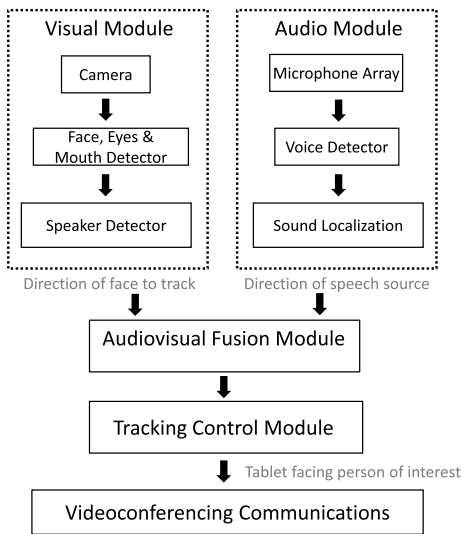 Visual Module
Camera
Face, Eyes &
Mouth Detector
Speaker Detector
Audio Module
Microphone Array
Voice Detector
Sound Localization
Direction of face to track
Direction of speech source
Audiovisual Fusion Module
Tracking Control Module
Tablet facing person of interest
Videoconferencing Communications